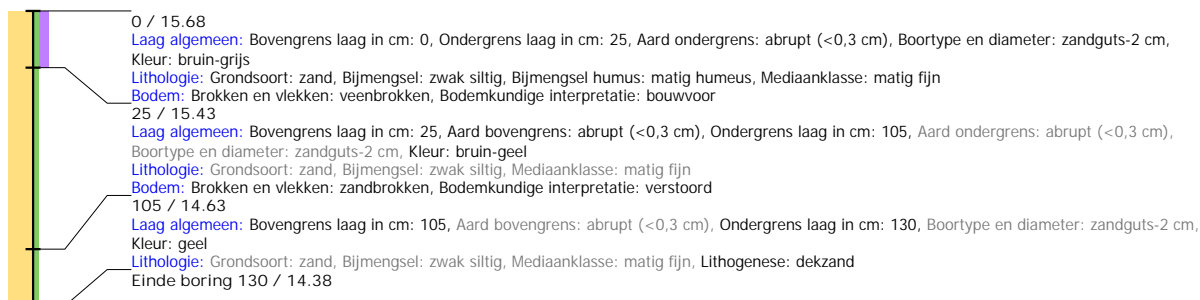 0 / 15.68
Laag algemeen: Bovengrens laag in cm: 0, Ondergrens laag in cm: 25, Aard ondergrens: abrupt (<0,3 cm), Boortype en diameter: zandguts-2 cm,
Kleur: bruin-grijs
Lithologie: Grondsoort: zand, Bijmengsel: zwak siltig, Bijmengsel humus: matig humeus, Mediaanklasse: matig fijn
Bodem: Brokken en vlekken: veenbrokken, Bodemkundige interpretatie: bouwvoor
25 / 15.43
Laag algemeen: Bovengrens laag in cm: 25, Aard bovengrens: abrupt (<0,3 cm), Ondergrens laag in cm: 105, Aard ondergrens: abrupt (<0,3 cm),
Boortype en diameter: zandguts-2 cm, Kleur: bruin-geel
Lithologie: Grondsoort: zand, Bijmengsel: zwak siltig, Mediaanklasse: matig fijn
Bodem: Brokken en vlekken: zandbrokken, Bodemkundige interpretatie: verstoord
105 / 14.63
Laag algemeen: Bovengrens laag in cm: 105, Aard bovengrens: abrupt (<0,3 cm), Ondergrens laag in cm: 130, Boortype en diameter: zandguts-2 cm,
Kleur: geel
Lithologie: Grondsoort: zand, Bijmengsel: zwak siltig, Mediaanklasse: matig fijn, Lithogenese: dekzand
Einde boring 130 / 14.38